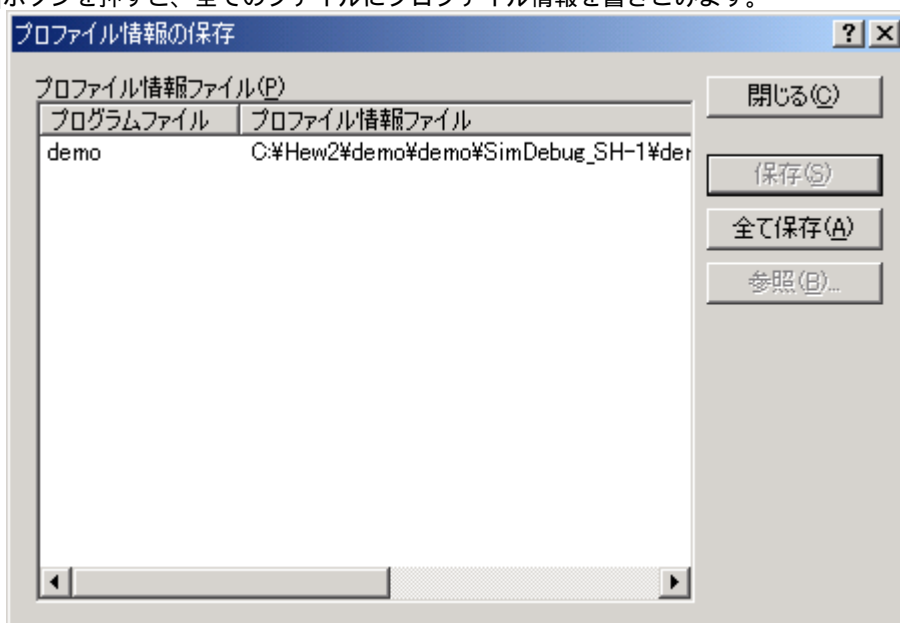 ボタンを押すと、全てのファイルにプロファイル情報を書きこみます。
プロファイル情報の保存
プロファイル情報ファイル(P)
プログラムファイル プロファイル情報ファイル
demo C:¥Hew2¥demo¥demo¥SimDebug_SH-1¥der
閉じる(C)
保存(S)
全て保存(A)
参照(B)...